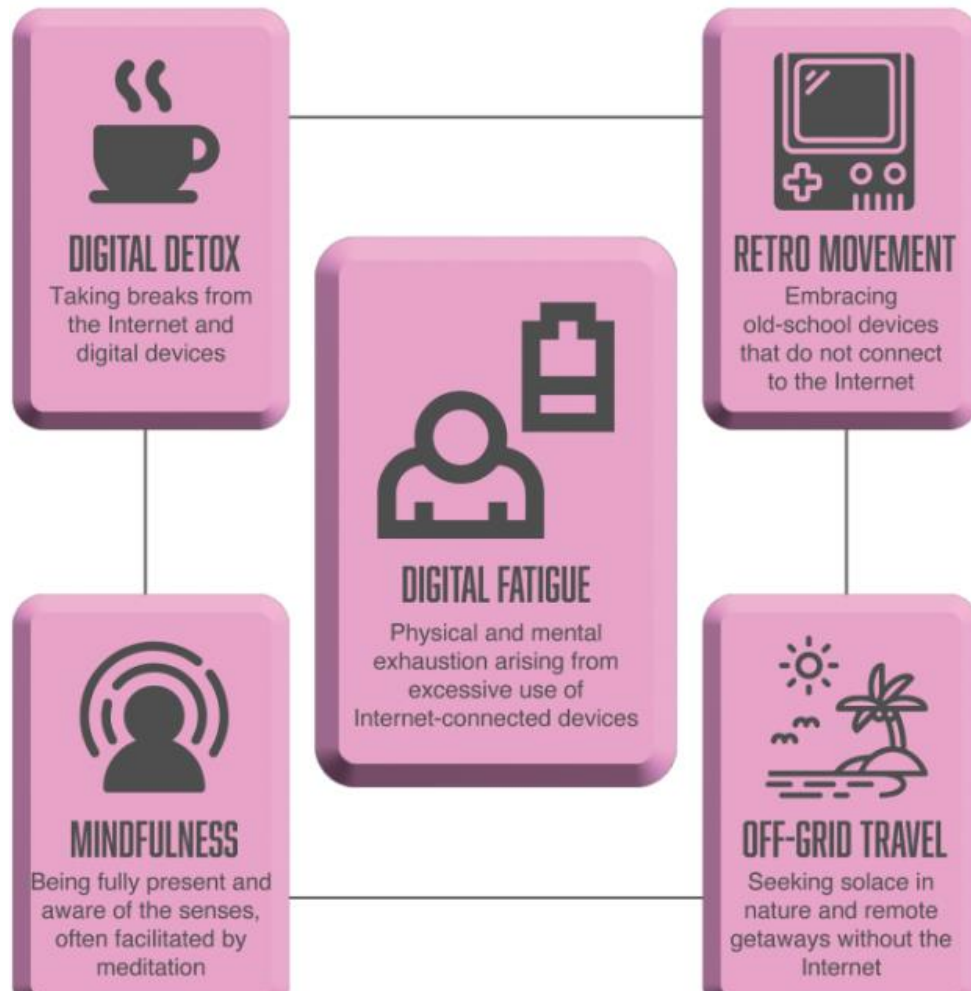 DIGITAL DETOX
Taking breaks from
the Internet and
digital devices
RETRO MOVEMENT
Embracing
old-school devices
that do not connect
to the Internet
DIGITAL FATIGUE
Physical and mental
exhaustion arising from
excessive use of
Internet-connected devices
MINDFULNESS
Being fully present and
aware of the senses,
often facilitated by
meditation
OFF-GRID TRAVEL
Seeking solace in
nature and remote
getaways without the
Internet